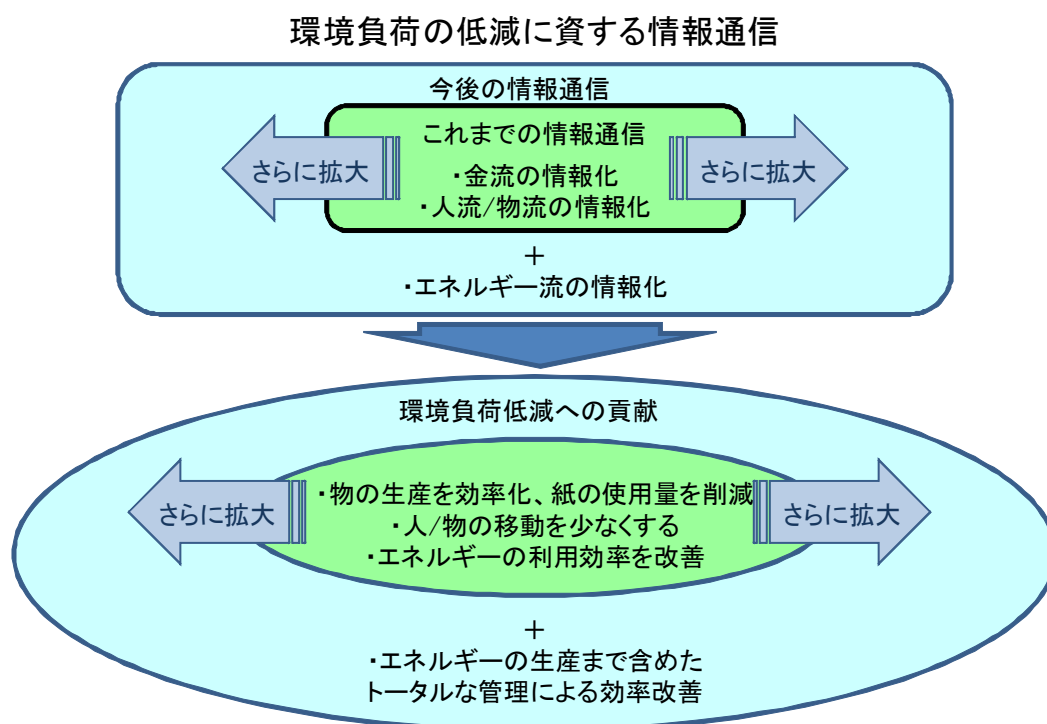 環境負荷の低減に資する情報通信
今後の情報通信
これまでの情報通信
さらに拡大
さらに拡大
・金流の情報化
・人流/物流の情報化
＋
・エネルギー流の情報化
環境負荷低減への貢献
さらに拡大
さらに拡大
・物の生産を効率化、紙の使用量を削減
・人/物の移動を少なくする
・エネルギーの利用効率を改善
＋
・エネルギーの生産まで含めた
トータルな管理による効率改善